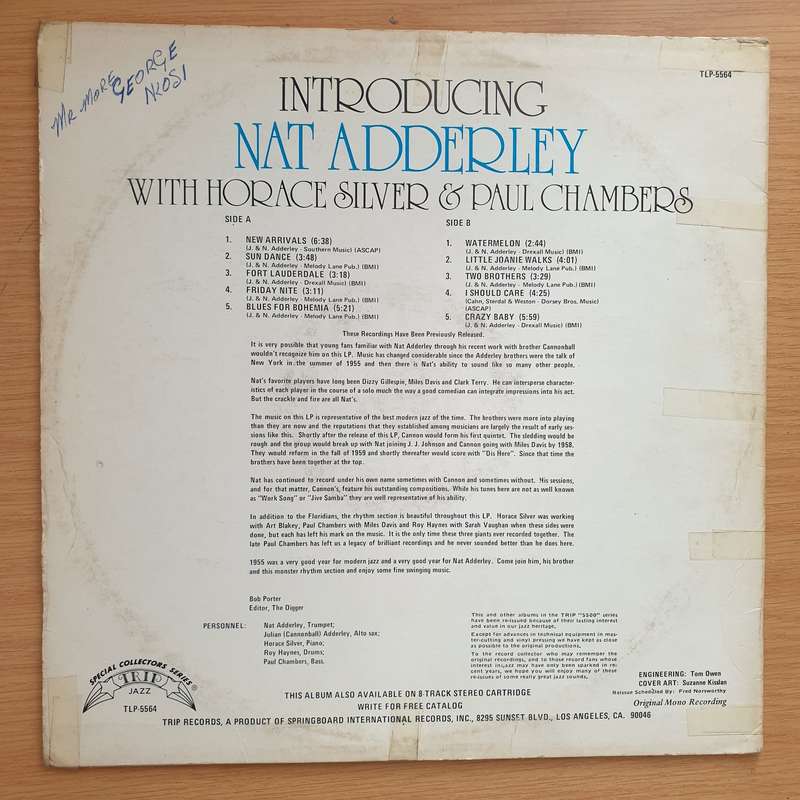 MR MORE GEORGE
NKOSI
TLP-5564
INTRODUCING
NAT ADDERLEY
WITH HORACE SILVER & PAUL CHAMBERS
SIDE A
1. NEW ARRIVALS (6:38)
(J. & N. Adderley - Southern Music) (ASCAP)
2. SUN DANCE (3:48)
(J. & N. Adderley - Melody Lane Pub.) (BMI)
3. FORT LAUDERDALE (3:18)
(J. & N. Adderley - Drexall Music) (BMI)
4. FRIDAY NITE (3:11)
(J. & N. Adderley - Melody Lane Pub.) (BMI)
5. BLUES FOR BOHEMIA (5:21)
(J. & N. Adderley - Melody Lane Pub.) (BMI)
SIDE B
1. WATERMELON (2:44)
(J. & N. Adderley - Drexall Music) (BMI)
2. LITTLE JOANIE WALKS (4:01)
(J. & N. Adderley - Melody Lane Pub.) (BMI)
3. TWO BROTHERS (3:29)
(J. & N. Adderley - Drexall Music) (BMI)
4. I SHOULD CARE (4:25)
(Cahn, Sterdal & Weston - Dorsey Bros. Music)
(ASCAP)
5. CRAZY BABY (5:59)
(J. & N. Adderley - Drexall Music) (BMI)
These Recordings Have Been Previously Released.
It is very possible that young fans familiar with Nat Adderley through his recent work with brother Cannonball
wouldn't recognize him on this LP. Music has changed considerable since the Adderley brothers were the talk of
New York in the summer of 1955 and then there is Nat's ability to sound like so many other people.
Nat's favorite players have long been Dizzy Gillespie, Miles Davis and Clark Terry. He can intersperse character-
istics of each player in the course of a solo much the way a good comedian can integrate impressions into his act.
But the crackle and fire are all Nat's.
The music on this LP is representative of the best modern jazz of the time. The brothers were more into playing
than they are now and the reputations that they established among musicians are largely the result of early ses-
sions like this. Shortly after the release of this LP, Cannon would form his first quintet. The sledding would be
rough and the group would break up with Nat joining J. J. Johnson and Cannon going with Miles Davis by 1958.
They would reform in the fall of 1959 and shortly thereafter would score with "Dis Here". Since that time the
brothers have been together at the top.
Nat has continued to record under his own name sometimes with Cannon and sometimes without. His sessions,
and for that matter, Cannon's, feature his outstanding compositions. While his tunes here are not as well known
as "Work Song" or "Jive Samba" they are well representative of his ability.
In addition to the Floridians, the rhythm section is beautiful throughout this LP. Horace Silver was working
with Art Blakey, Paul Chambers with Miles Davis and Roy Haynes with Sarah Vaughan when these sides were
done, but each has left his mark on the music. It is the only time these three giants ever recorded together. The
late Paul Chambers has left us a legacy of brilliant recordings and he never sounded better than he does here.
1955 was a very good year for modern jazz and a very good year for Nat Adderley. Come join him, his brother
and this monster rhythm section and enjoy some fine swinging music.
Bob Porter
Editor, The Digger
PERSONNEL: Nat Adderley, Trumpet;
Julian (Cannonball) Adderley, Alto sax;
Horace Silver, Piano;
Roy Haynes, Drums;
Paul Chambers, Bass.
This and other albums in the TRIP "5500" series
have been re-issued because of their lasting interest
and value in our jazz heritage.
Except for advances in technical equipment in mas-
ter-cutting and vinyl pressing we have kept as close
as possible to the original productions.
To the record collector who may remember the
original recordings, and to those record fans whose
interest in jazz may have only been sparked in re-
cent years, we hope you will enjoy many of these
re-issues of some really great jazz sounds.
ENGINEERING: Tom Owen
COVER ART: Suzanne Kisslan
Release Scheduled By: Fred Norsworthy
Original Mono Recording
SPECIAL COLLECTORS SERIES
TRIP
JAZZ
TLP-5564
THIS ALBUM ALSO AVAILABLE ON 8-TRACK STEREO CARTRIDGE
WRITE FOR FREE CATALOG
TRIP RECORDS, A PRODUCT OF SPRINGBOARD INTERNATIONAL RECORDS, INC., 8295 SUNSET BLVD., LOS ANGELES, CA. 90046